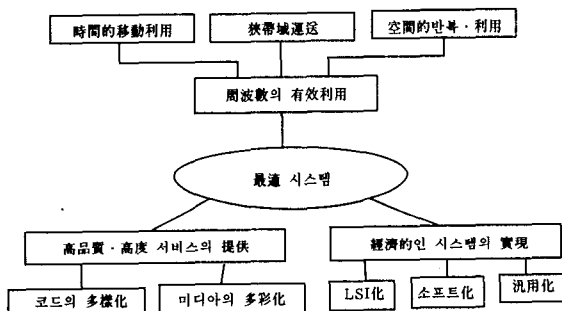 時間的移動利用
狹帶域運送
空間的반복·利用
周波數의 有效利用
最適 시스템
高品質·高度 서비스의 提供
經濟的인 시스템의 實現
코드의 多樣化
미디아의 多彩化
LSI化
소프트化
汎用化